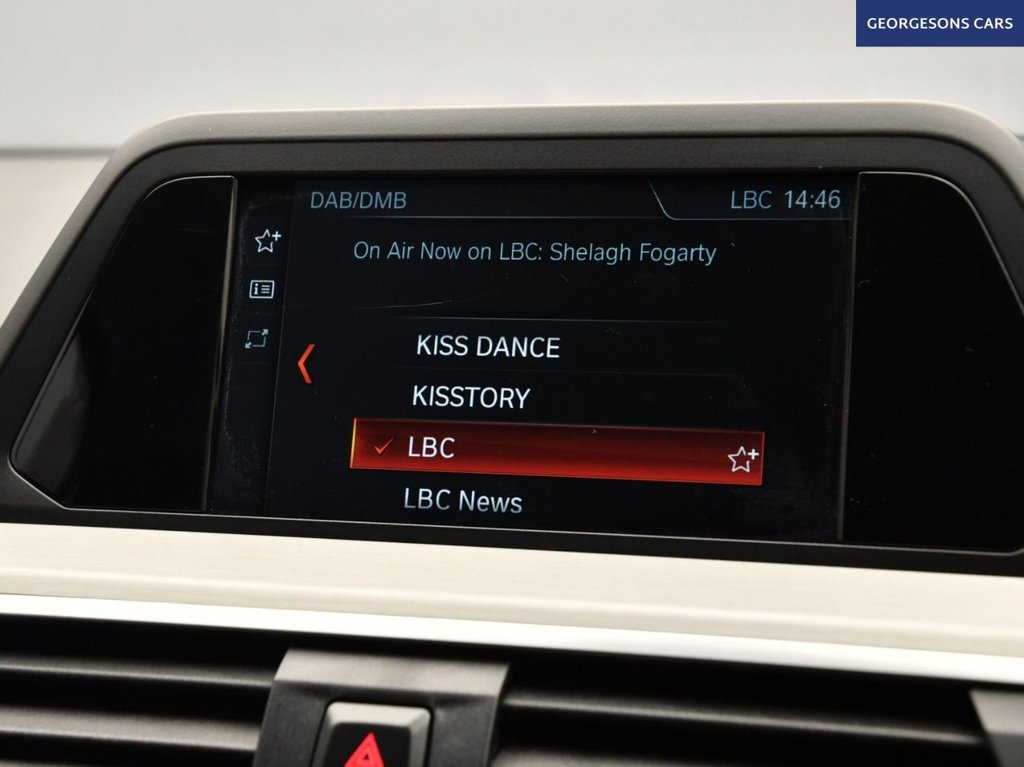 GEORGESONS CARS
DAB/DMB
LBC 14:46
On Air Now on LBC: Shelagh Fogarty
KISS DANCE
KISSTORY
LBC
LBC News